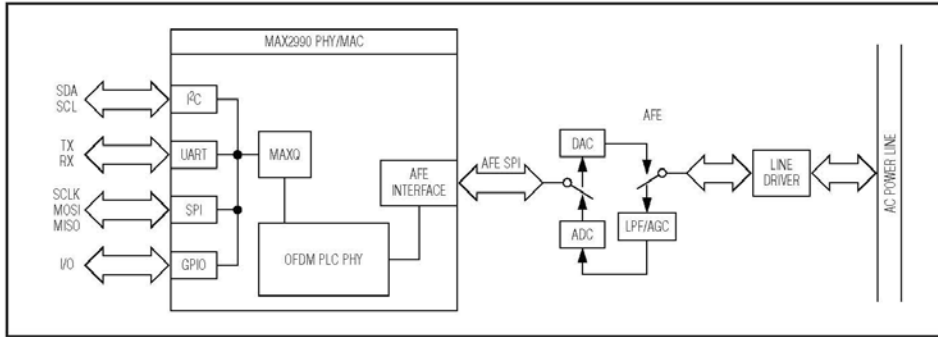 MAX2990 PHY/MAC
SDA
SCL
I²C
TX
RX
UART
MAXQ
SCLK
MOSI
MISO
SPI
I/O
GPIO
OFDM PLC PHY
AFE
INTERFACE
AFE SPI
AFE
DAC
ADC
LPF/AGC
LINE
DRIVER
AC POWER LINE